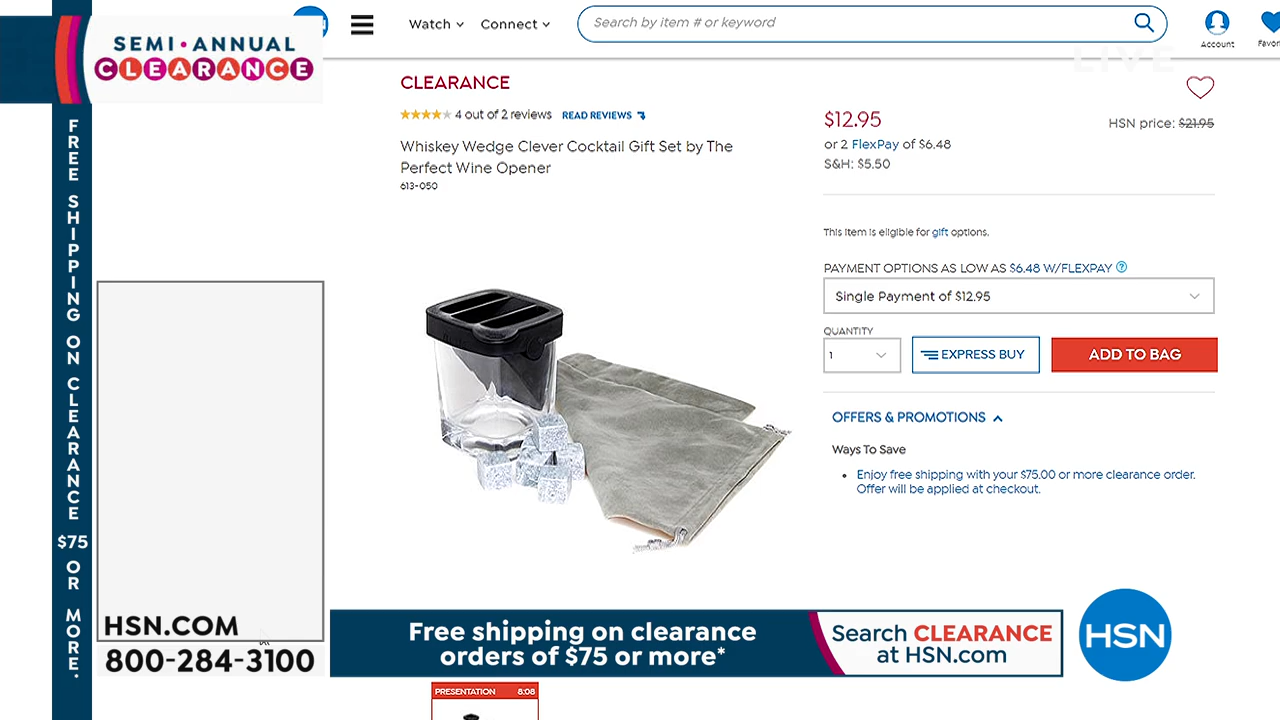 SEMI•ANNUAL
CLEARANCE
FREE SHIPPING ON CLEARANCE $75 OR MORE.
Watch
Connect
Search by item # or keyword
Account
LIVE
CLEARANCE
4 out of 2 reviews READ REVIEWS
Whiskey Wedge Clever Cocktail Gift Set by The
Perfect Wine Opener
613-050
$12.95
HSN price: $21.95
or 2 FlexPay of $6.48
S&H: $5.50
This item is eligible for gift options.
PAYMENT OPTIONS AS LOW AS $6.48 W/FLEXPAY
Single Payment of $12.95
QUANTITY
1
EXPRESS BUY
ADD TO BAG
OFFERS & PROMOTIONS
Ways To Save
• Enjoy free shipping with your $75.00 or more clearance order.
Offer will be applied at checkout.
HSN.COM
800-284-3100
Free shipping on clearance
orders of $75 or more*
Search CLEARANCE
at HSN.com
HSN
PRESENTATION 8:08